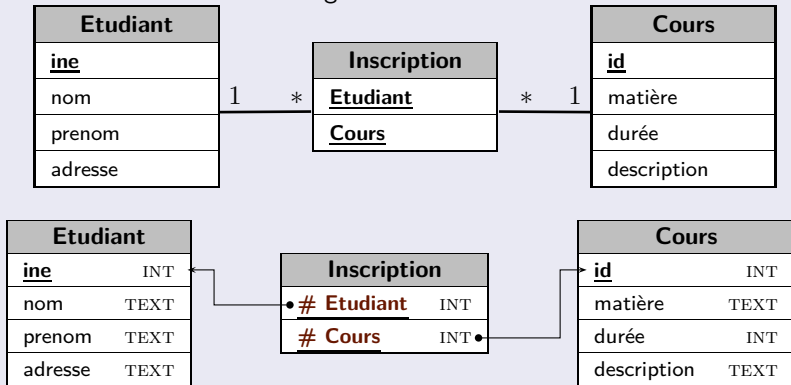 Etudiant
ine
nom
prenom
adresse
1 *
Inscription
Etudiant
Cours
* 1
Cours
id
matière
durée
description
Etudiant
ine INT
nom TEXT
prenom TEXT
adresse TEXT
Inscription
# Etudiant INT
# Cours INT
Cours
id INT
matière TEXT
durée INT
description TEXT